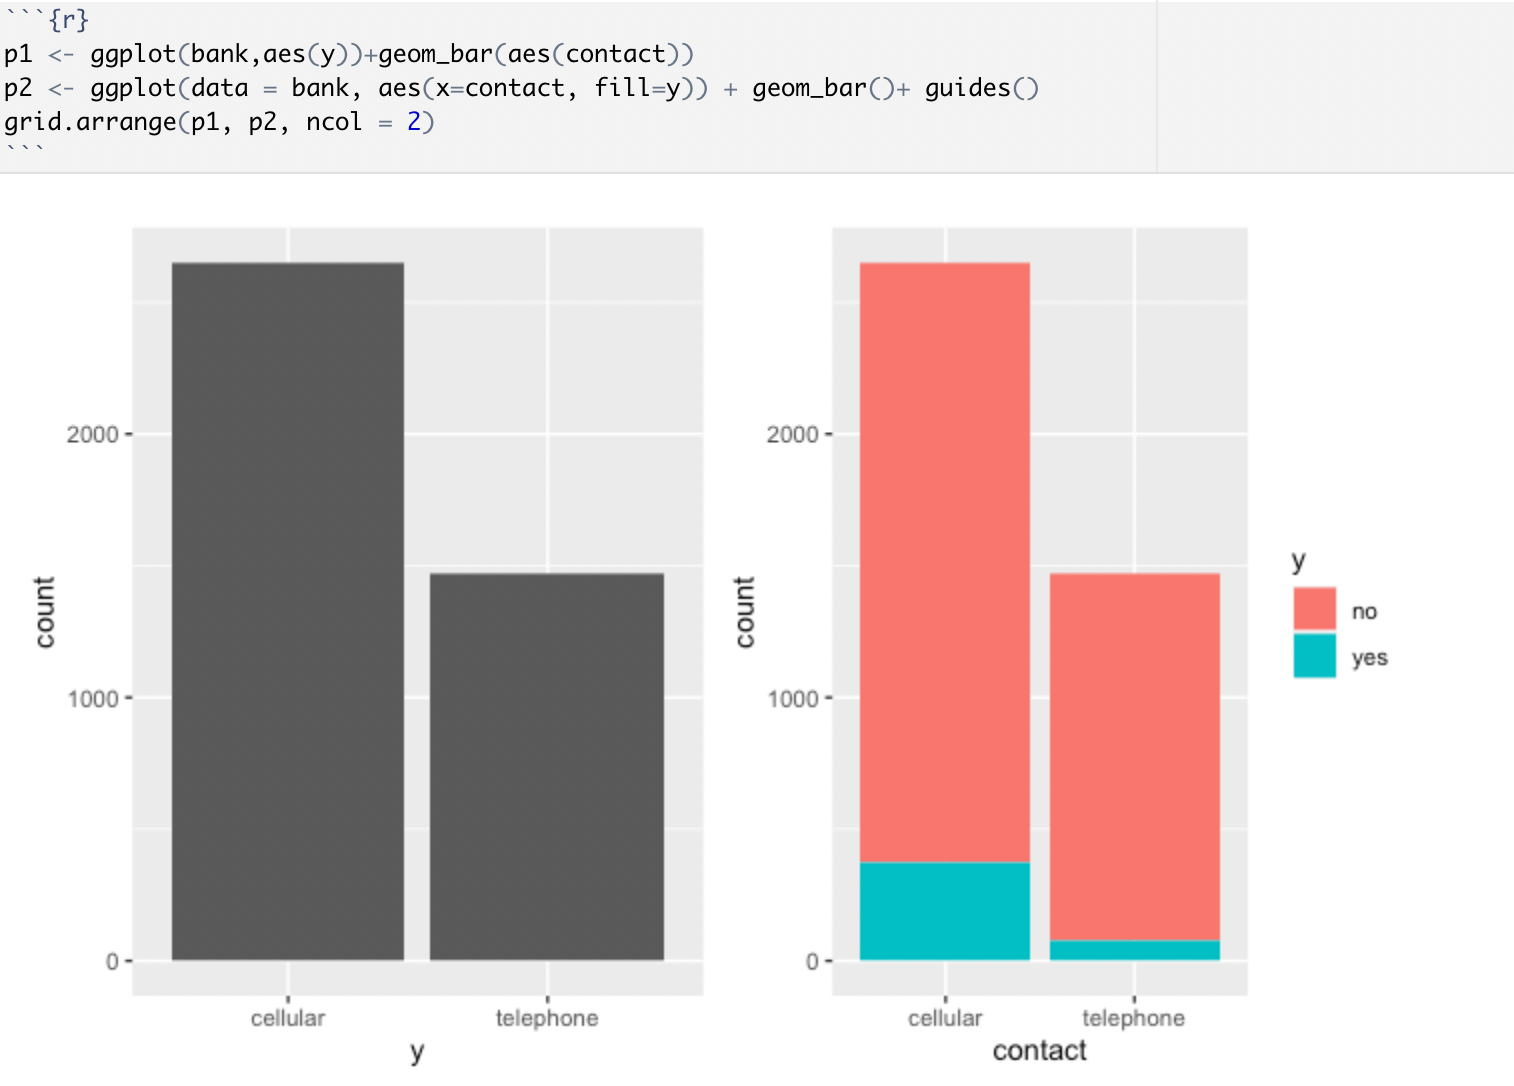 ```{r}
p1 <- ggplot(bank,aes(y))+geom_bar(aes(contact))
p2 <- ggplot(data = bank, aes(x=contact, fill=y)) + geom_bar()+ guides()
grid.arrange(p1, p2, ncol = 2)
```
2000
1000
0
count
cellular telephone
y
2000
1000
0
count
cellular telephone
contact
y
no
yes